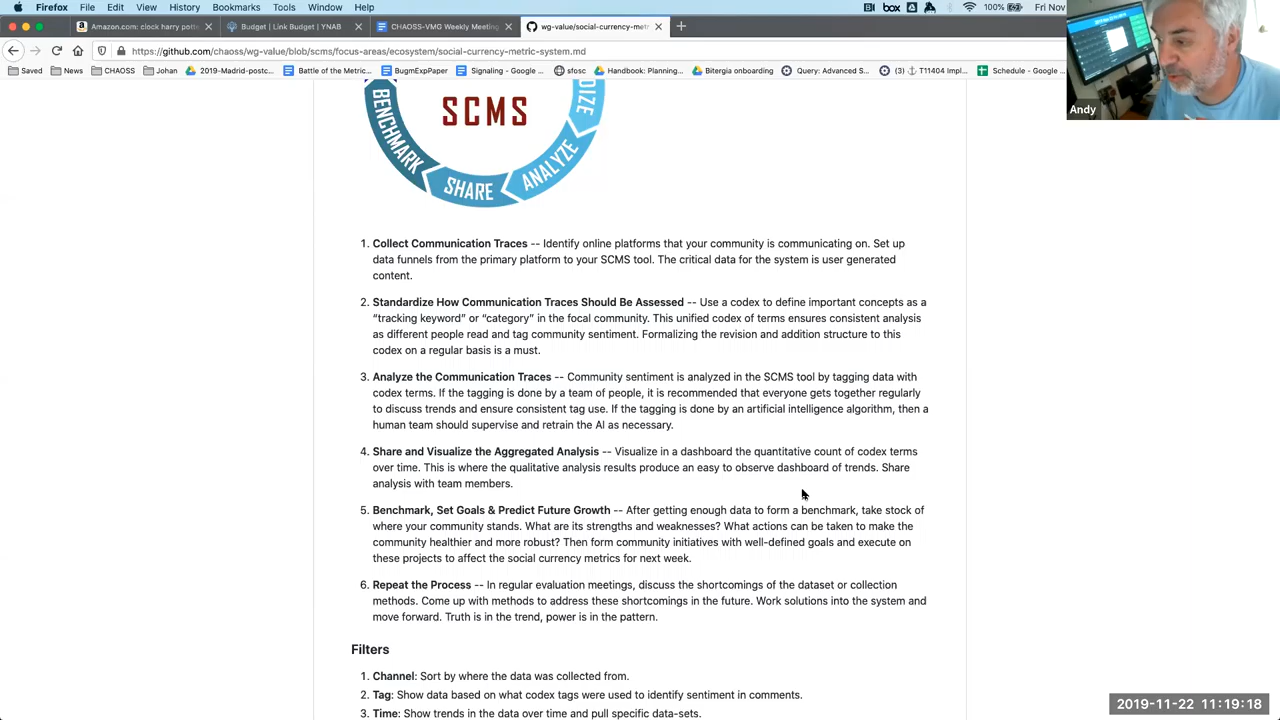 Firefox File Edit View History Bookmarks Tools Window Help
box 100% Fri Nov
Amazon.com: clock harry pott
Budget | Link Budget | YNAB
CHAOSS-VMG Weekly Meeting
wg-value/social-currency-metr
https://github.com/chaoss/wg-value/blob/scms/focus-areas/ecosystem/social-currency-metric-system.md
Saved News CHAOSS Johan 2019-Madrid-postc... Battle of the Metric... BugmExpPaper Signaling - Google ... sfosc Handbook: Planning... Bitergia onboarding Query: Advanced S... (3) T11404 Impl... Schedule - Google ...
Andy
BENCHMARK
SCMS
DIZE
SHARE
ANALYZE
1. Collect Communication Traces -- Identify online platforms that your community is communicating on. Set up
data funnels from the primary platform to your SCMS tool. The critical data for the system is user generated
content.
2. Standardize How Communication Traces Should Be Assessed -- Use a codex to define important concepts as a
“tracking keyword” or “category” in the focal community. This unified codex of terms ensures consistent analysis
as different people read and tag community sentiment. Formalizing the revision and addition structure to this
codex on a regular basis is a must.
3. Analyze the Communication Traces -- Community sentiment is analyzed in the SCMS tool by tagging data with
codex terms. If the tagging is done by a team of people, it is recommended that everyone gets together regularly
to discuss trends and ensure consistent tag use. If the tagging is done by an artificial intelligence algorithm, then a
human team should supervise and retrain the AI as necessary.
4. Share and Visualize the Aggregated Analysis -- Visualize in a dashboard the quantitative count of codex terms
over time. This is where the qualitative analysis results produce an easy to observe dashboard of trends. Share
analysis with team members.
5. Benchmark, Set Goals & Predict Future Growth -- After getting enough data to form a benchmark, take stock of
where your community stands. What are its strengths and weaknesses? What actions can be taken to make the
community healthier and more robust? Then form community initiatives with well-defined goals and execute on
these projects to affect the social currency metrics for next week.
6. Repeat the Process -- In regular evaluation meetings, discuss the shortcomings of the dataset or collection
methods. Come up with methods to address these shortcomings in the future. Work solutions into the system and
move forward. Truth is in the trend, power is in the pattern.
Filters
1. Channel: Sort by where the data was collected from.
2. Tag: Show data based on what codex tags were used to identify sentiment in comments.
3. Time: Show trends in the data over time and pull specific data-sets.
2019-11-22 11:19:18